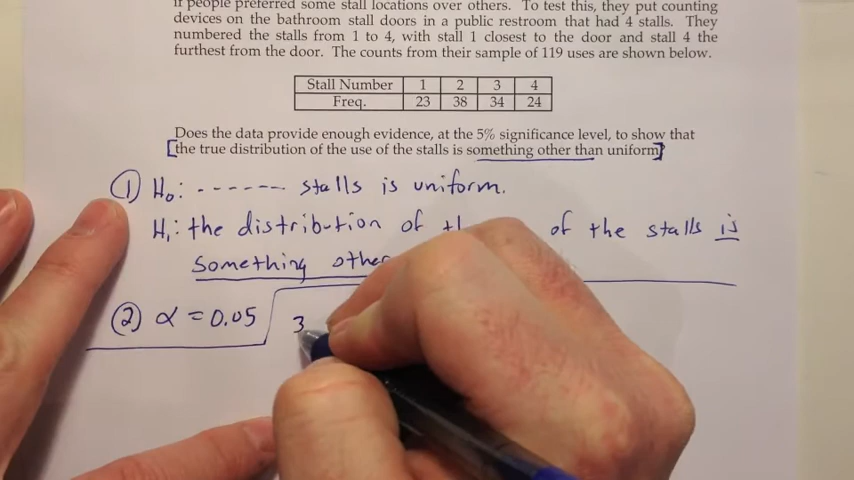 if people preferred some stall locations over others. To test this, they put counting
devices on the bathroom stall doors in a public restroom that had 4 stalls. They
numbered the stalls from 1 to 4, with stall 1 closest to the door and stall 4 the
furthest from the door. The counts from their sample of 119 uses are shown below.
Stall Number 1 2 3 4
Freq. 23 38 34 24
Does the data provide enough evidence, at the 5% significance level, to show that
[the true distribution of the use of the stalls is something other than uniform]
① H₀: ------ stalls is uniform.
H₁: the distribution of of the stalls is
something other
② α = 0.05 3